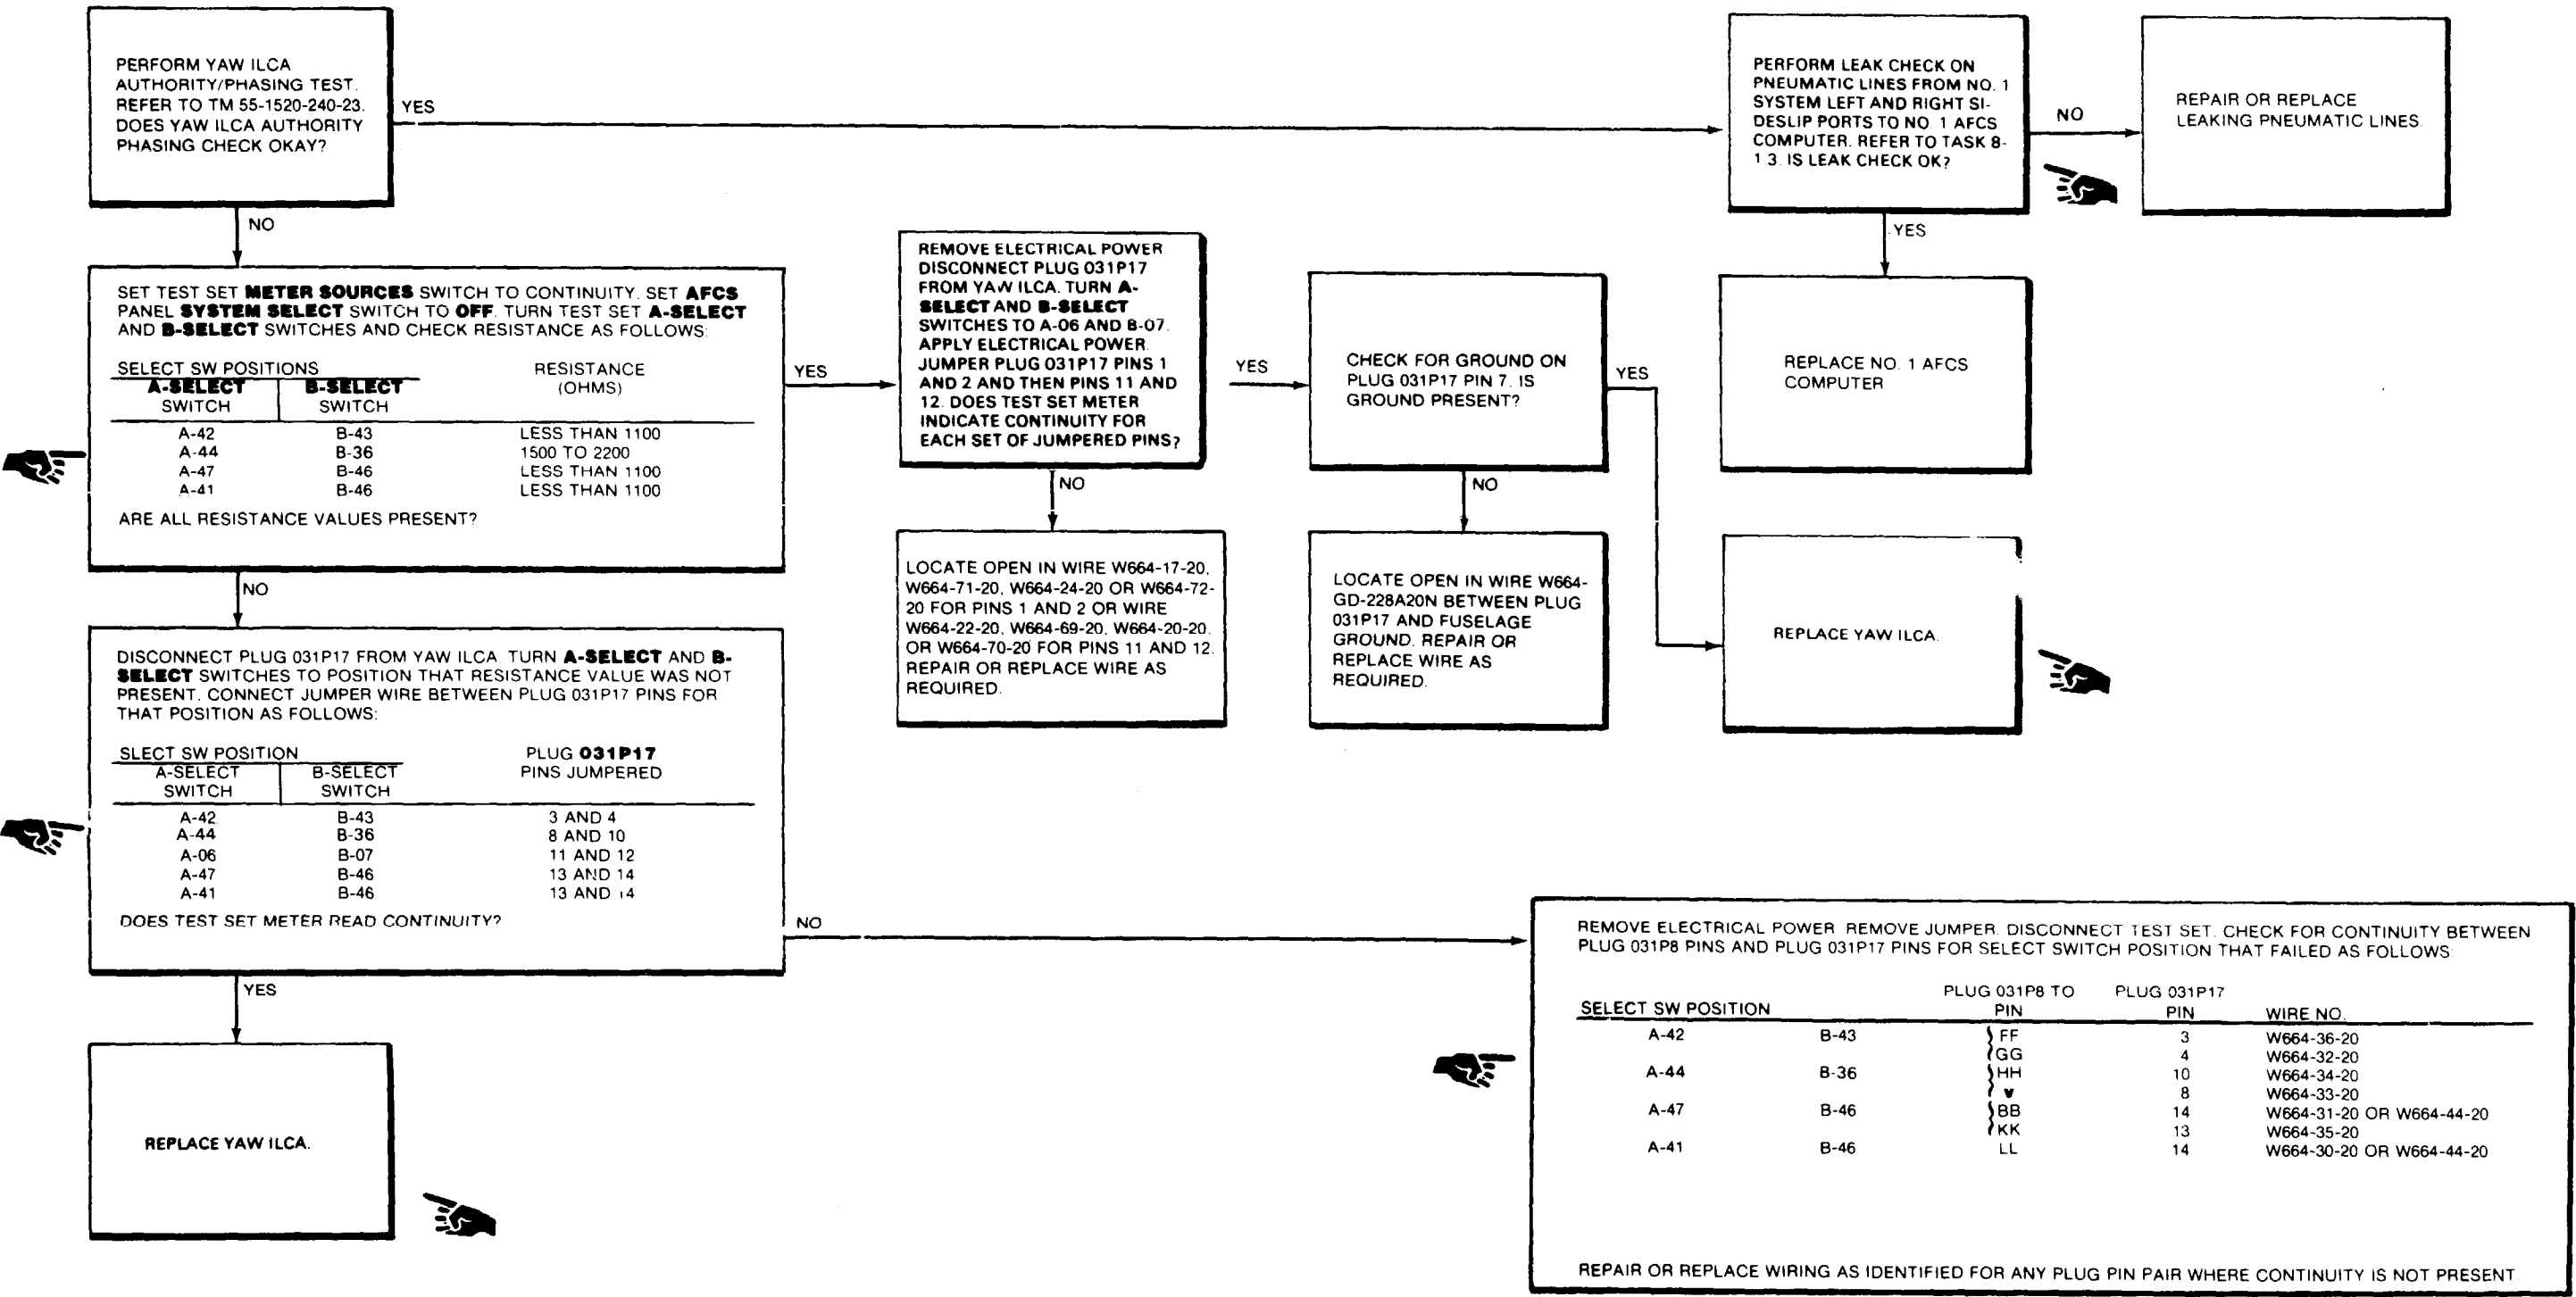 PERFORM YAW ILCA
AUTHORITY/PHASING TEST.
REFER TO TM 55-1520-240-23.
DOES YAW ILCA AUTHORITY
PHASING CHECK OKAY?
YES
NO
PERFORM LEAK CHECK ON
PNEUMATIC LINES FROM NO. 1
SYSTEM LEFT AND RIGHT SI-
DESLIP PORTS TO NO. 1 AFCS
COMPUTER. REFER TO TASK 8-
1.3. IS LEAK CHECK OK?
NO
YES
REPAIR OR REPLACE
LEAKING PNEUMATIC LINES.
SET TEST SET METER SOURCES SWITCH TO CONTINUITY. SET AFCS
PANEL SYSTEM SELECT SWITCH TO OFF. TURN TEST SET A-SELECT
AND B-SELECT SWITCHES AND CHECK RESISTANCE AS FOLLOWS:
SELECT SW POSITIONS RESISTANCE
A-SELECT B-SELECT (OHMS)
SWITCH SWITCH
A-42 B-43 LESS THAN 1100
A-44 B-36 1500 TO 2200
A-47 B-46 LESS THAN 1100
A-41 B-46 LESS THAN 1100
ARE ALL RESISTANCE VALUES PRESENT?
YES
NO
REMOVE ELECTRICAL POWER.
DISCONNECT PLUG 031P17
FROM YAW ILCA. TURN A-
SELECT AND B-SELECT
SWITCHES TO A-06 AND B-07.
APPLY ELECTRICAL POWER.
JUMPER PLUG 031P17 PINS 1
AND 2 AND THEN PINS 11 AND
12. DOES TEST SET METER
INDICATE CONTINUITY FOR
EACH SET OF JUMPERED PINS?
YES
NO
CHECK FOR GROUND ON
PLUG 031P17 PIN 7. IS
GROUND PRESENT?
YES
NO
REPLACE NO. 1 AFCS
COMPUTER
LOCATE OPEN IN WIRE W664-17-20,
W664-71-20, W664-24-20 OR W664-72-
20 FOR PINS 1 AND 2 OR WIRE
W664-22-20, W664-69-20, W664-20-20,
OR W664-70-20 FOR PINS 11 AND 12.
REPAIR OR REPLACE WIRE AS
REQUIRED.
LOCATE OPEN IN WIRE W664-
GD-228A20N BETWEEN PLUG
031P17 AND FUSELAGE
GROUND. REPAIR OR
REPLACE WIRE AS
REQUIRED.
REPLACE YAW ILCA.
DISCONNECT PLUG 031P17 FROM YAW ILCA. TURN A-SELECT AND B-
SELECT SWITCHES TO POSITION THAT RESISTANCE VALUE WAS NOT
PRESENT. CONNECT JUMPER WIRE BETWEEN PLUG 031P17 PINS FOR
THAT POSITION AS FOLLOWS:
SLECT SW POSITION PLUG 031P17
A-SELECT B-SELECT PINS JUMPERED
SWITCH SWITCH
A-42 B-43 3 AND 4
A-44 B-36 8 AND 10
A-06 B-07 11 AND 12
A-47 B-46 13 AND 14
A-41 B-46 13 AND 14
DOES TEST SET METER READ CONTINUITY?
NO
YES
REPLACE YAW ILCA.
REMOVE ELECTRICAL POWER. REMOVE JUMPER. DISCONNECT TEST SET. CHECK FOR CONTINUITY BETWEEN
PLUG 031P8 PINS AND PLUG 031P17 PINS FOR SELECT SWITCH POSITION THAT FAILED AS FOLLOWS:
PLUG 031P8 TO PLUG 031P17
SELECT SW POSITION PIN PIN WIRE NO.
A-42 B-43 FF 3 W664-36-20
GG 4 W664-32-20
A-44 B-36 HH 10 W664-34-20
v 8 W664-33-20
A-47 B-46 BB 14 W664-31-20 OR W664-44-20
KK 13 W664-35-20
A-41 B-46 LL 14 W664-30-20 OR W664-44-20
REPAIR OR REPLACE WIRING AS IDENTIFIED FOR ANY PLUG PIN PAIR WHERE CONTINUITY IS NOT PRESENT.